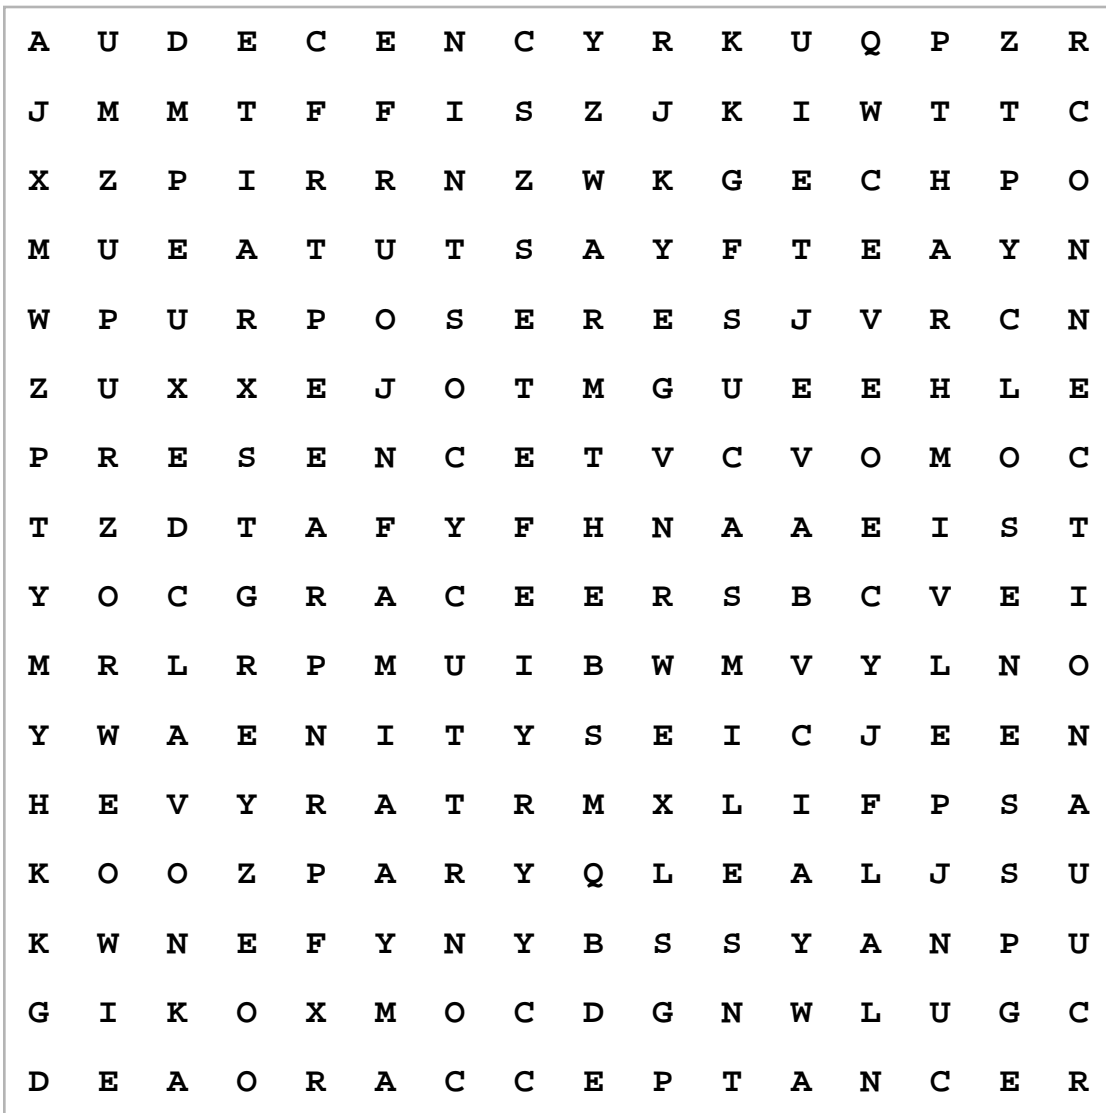 A U D E C E N C Y R K U Q P Z R
J M M T F F I S Z J K I W T T C
X Z P I R R N Z W K G E C H P O
M U E A T U T S A Y F T E A Y N
W P U R P O S E R E S J V R C N
Z U X X E J O T M G U E E H L E
P R E S E N C E T V C V O M O C
T Z D T A F Y F H N A A E I S T
Y O C G R A C E E R S B C V E I
M R L R P M U I B W M V Y L N O
Y W A E N I T Y S E I C J E E N
H E V Y R A T R M X L I F P S A
K O O Z P A R Y Q L E A L J S U
K W N E F Y N Y B S S Y A N P U
G I K O X M O C D G N W L U G C
D E A O R A C C E P T A N C E R